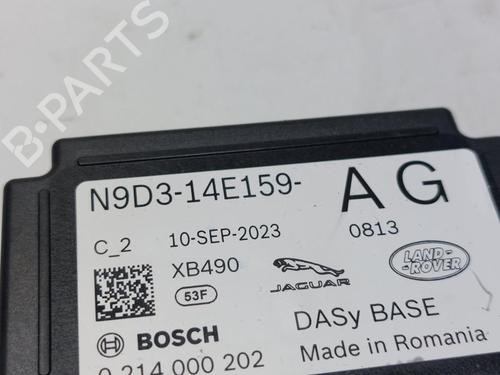 B-PARTS
N9D3-14E159- AG
C_2 10-SEP-2023 0813
XB490
53F
JAGUAR
LAND-
ROVER
BOSCH DASy BASE
0 214 000 202 Made in Romania